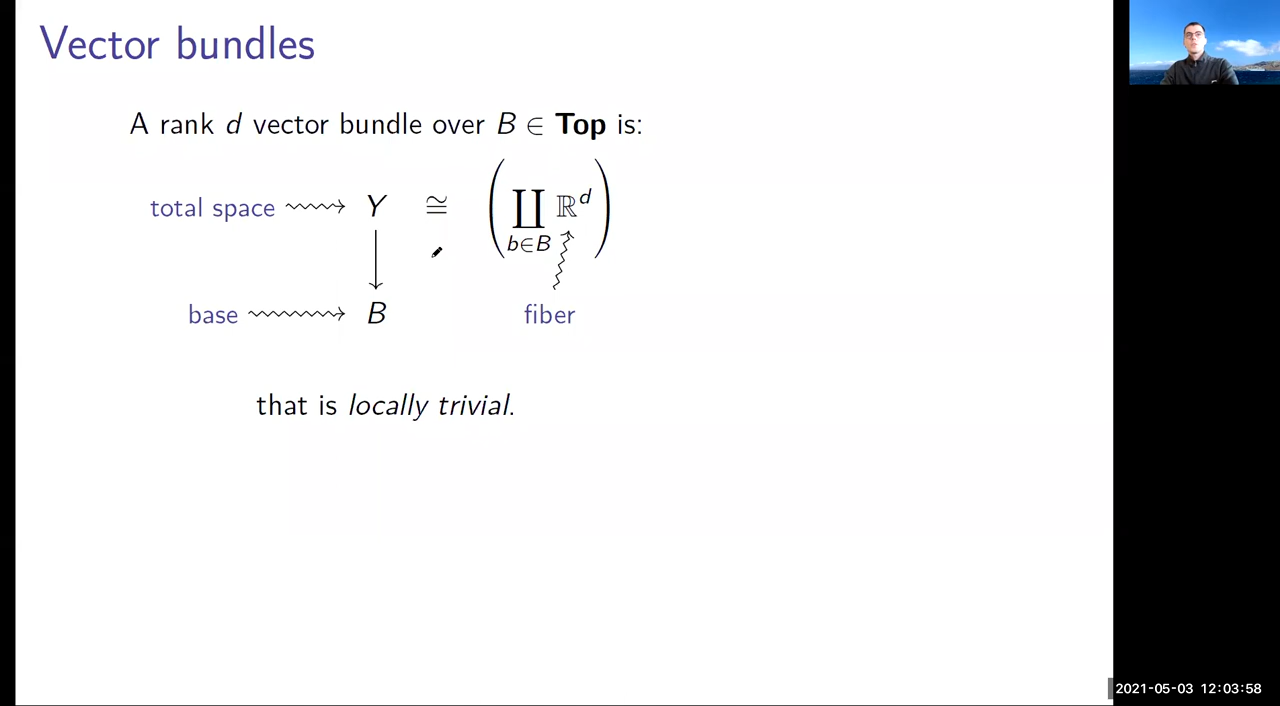 Vector bundles
A rank d vector bundle over B ∈ Top is:
total space Y ≅ ( ∐ ℝ^d )
b∈B
base B fiber
that is locally trivial.
2021-05-03 12:03:58